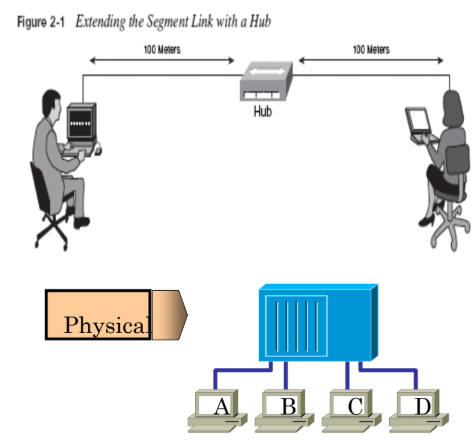 Figure 2-1 Extending the Segment Link with a Hub
100 Meters 100 Meters
Hub
Physical
A B C D